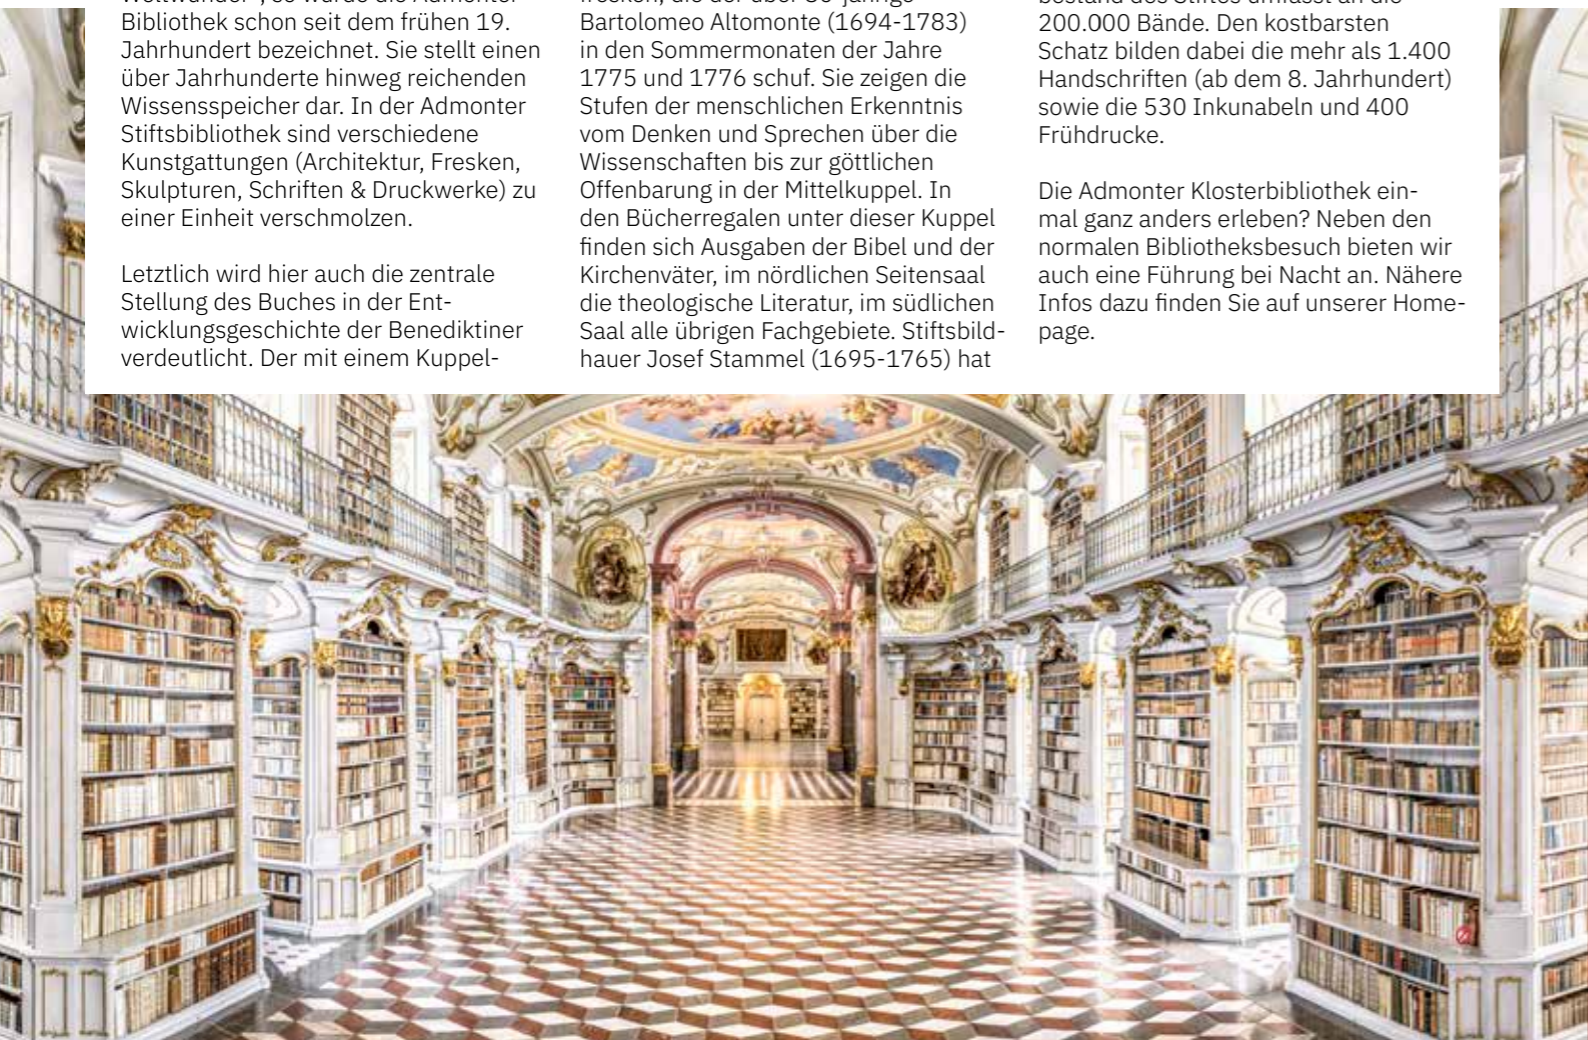 Bibliothek schon seit dem frühen 19.
Jahrhundert bezeichnet. Sie stellt einen
über Jahrhunderte hinweg reichenden
Wissensspeicher dar. In der Admonter
Stiftsbibliothek sind verschiedene
Kunstgattungen (Architektur, Fresken,
Skulpturen, Schriften & Druckwerke) zu
einer Einheit verschmolzen.
Letztlich wird hier auch die zentrale
Stellung des Buches in der Ent-
wicklungsgeschichte der Benediktiner
verdeutlicht. Der mit einem Kuppel-
Bartolomeo Altomonte (1694-1783)
in den Sommermonaten der Jahre
1775 und 1776 schuf. Sie zeigen die
Stufen der menschlichen Erkenntnis
vom Denken und Sprechen über die
Wissenschaften bis zur göttlichen
Offenbarung in der Mittelkuppel. In
den Bücherregalen unter dieser Kuppel
finden sich Ausgaben der Bibel und der
Kirchenväter, im nördlichen Seitensaal
die theologische Literatur, im südlichen
Saal alle übrigen Fachgebiete. Stiftsbild-
hauer Josef Stammel (1695-1765) hat
200.000 Bände. Den kostbarsten
Schatz bilden dabei die mehr als 1.400
Handschriften (ab dem 8. Jahrhundert)
sowie die 530 Inkunabeln und 400
Frühdrucke.
Die Admonter Klosterbibliothek ein-
mal ganz anders erleben? Neben den
normalen Bibliotheksbesuch bieten wir
auch eine Führung bei Nacht an. Nähere
Infos dazu finden Sie auf unserer Home-
page.